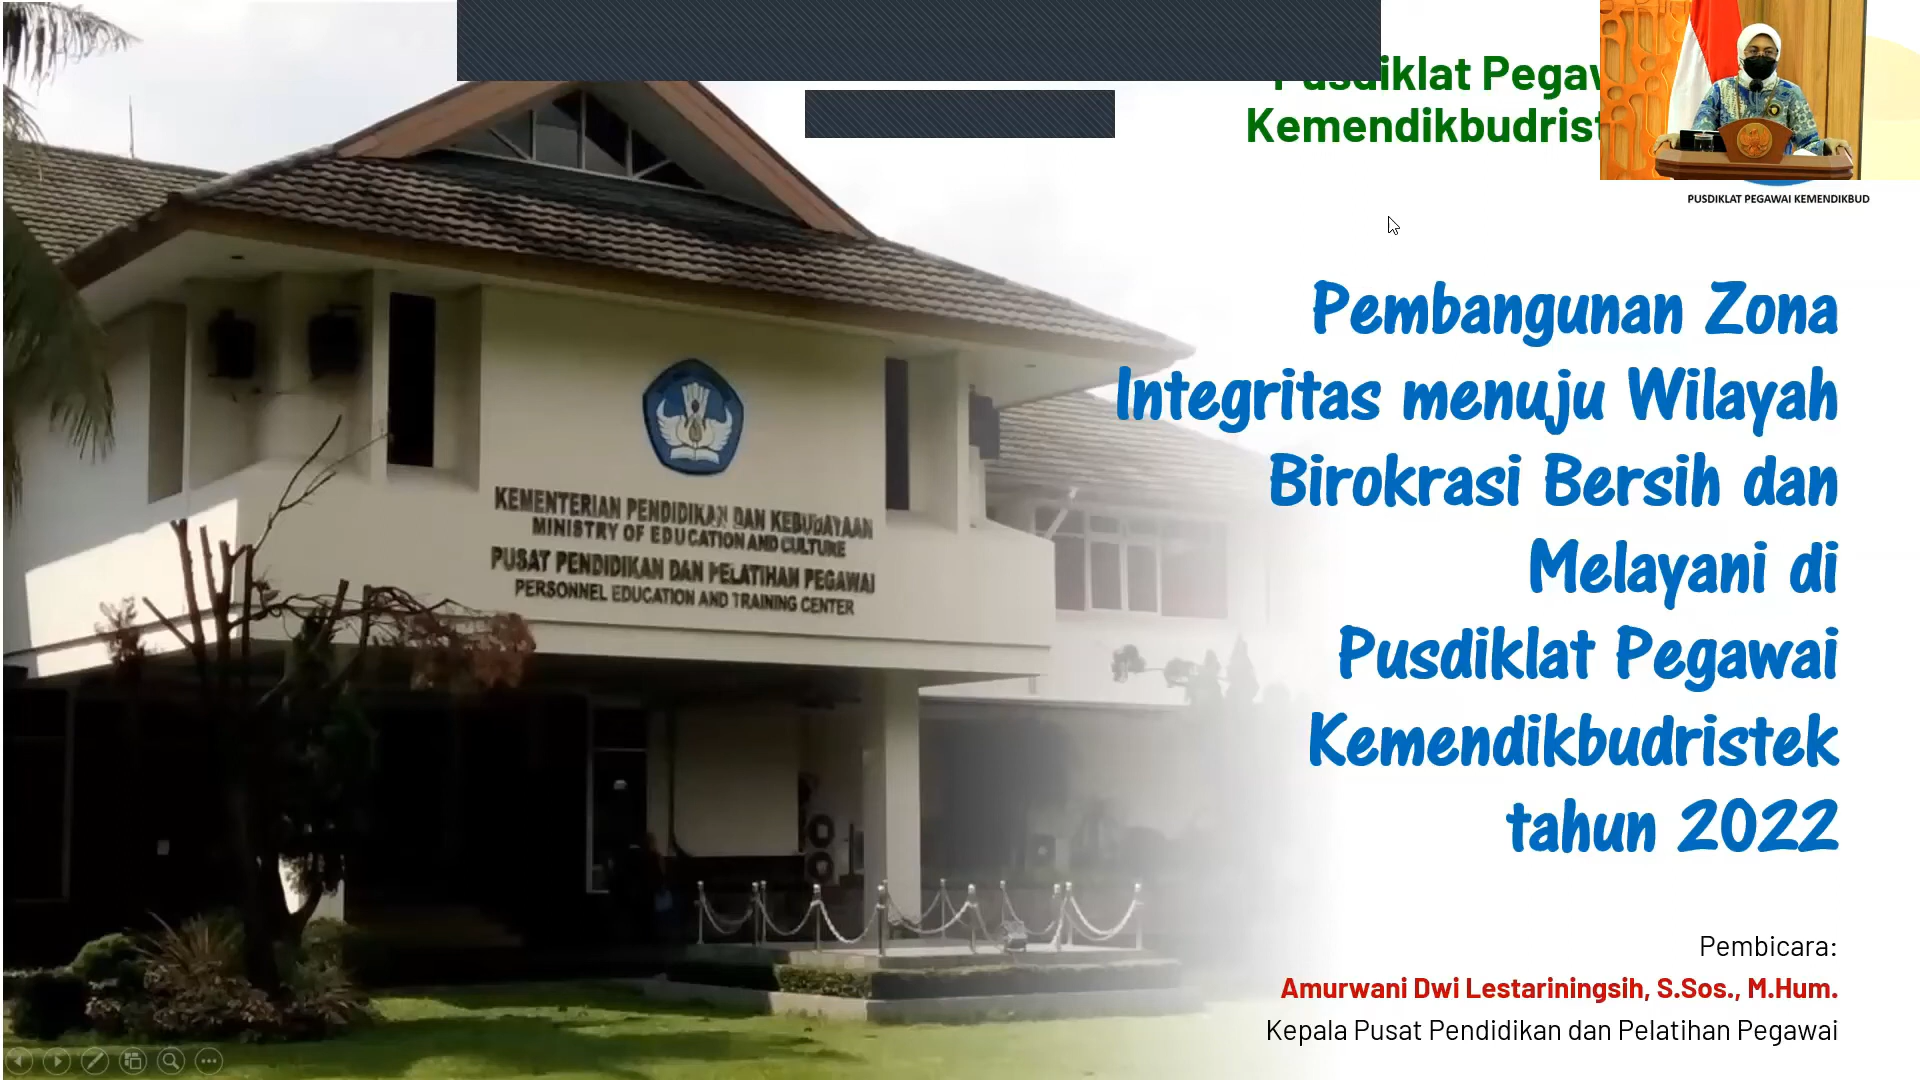 Pusdiklat
Kemendikbudrist
PUSDIKLAT PEGAWAI KEMENDIKBUD
Pembangunan Zona
Integritas menuju Wilayah
Birokrasi Bersih dan
Melayani di
Pusdiklat Pegawai
Kemendikbudristek
tahun 2022
Pembicara:
Amurwani Dwi Lestariningsih, S.Sos., M.Hum.
Kepala Pusat Pendidikan dan Pelatihan Pegawai
KEMENTERIAN PENDIDIKAN DAN KEBUDAYAAN
MINISTRY OF EDUCATION AND CULTURE
PUSAT PENDIDIKAN DAN PELATIHAN PEGAWAI
PERSONNEL EDUCATION AND TRAINING CENTER